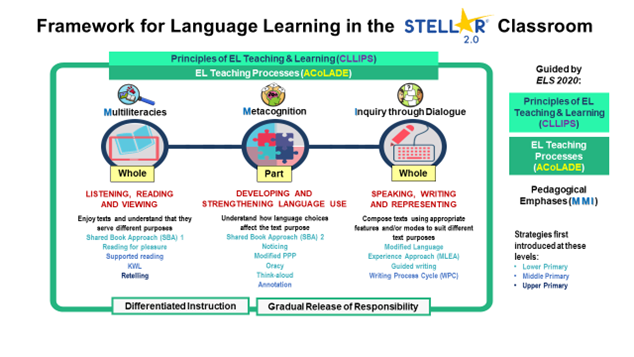 Framework for Language Learning in the STELLAR 2.0 Classroom
Principles of EL Teaching & Learning (CLLIPS)
EL Teaching Processes (ACoLADE)
Multiliteracies
Whole
LISTENING, READING
AND VIEWING
Enjoy texts and understand that they
serve different purposes
Shared Book Approach (SBA) 1
Reading for pleasure
Supported reading
KWL
Retelling
Metacognition
Part
DEVELOPING AND
STRENGTHENING LANGUAGE USE
Understand how language choices
affect the text purpose
Shared Book Approach (SBA) 2
Noticing
Modified PPP
Oracy
Think-aloud
Annotation
Inquiry through Dialogue
Whole
SPEAKING, WRITING
AND REPRESENTING
Compose texts using appropriate
features and/or modes to suit different
text purposes
Modified Language
Experience Approach (MLEA)
Guided writing
Writing Process Cycle (WPC)
Differentiated Instruction
Gradual Release of Responsibility
Guided by
ELS 2020:
Principles of EL
Teaching & Learning
(CLLIPS)
EL Teaching
Processes
(ACoLADE)
Pedagogical
Emphases (MMI)
Strategies first
introduced at these
levels:
• Lower Primary
• Middle Primary
• Upper Primary